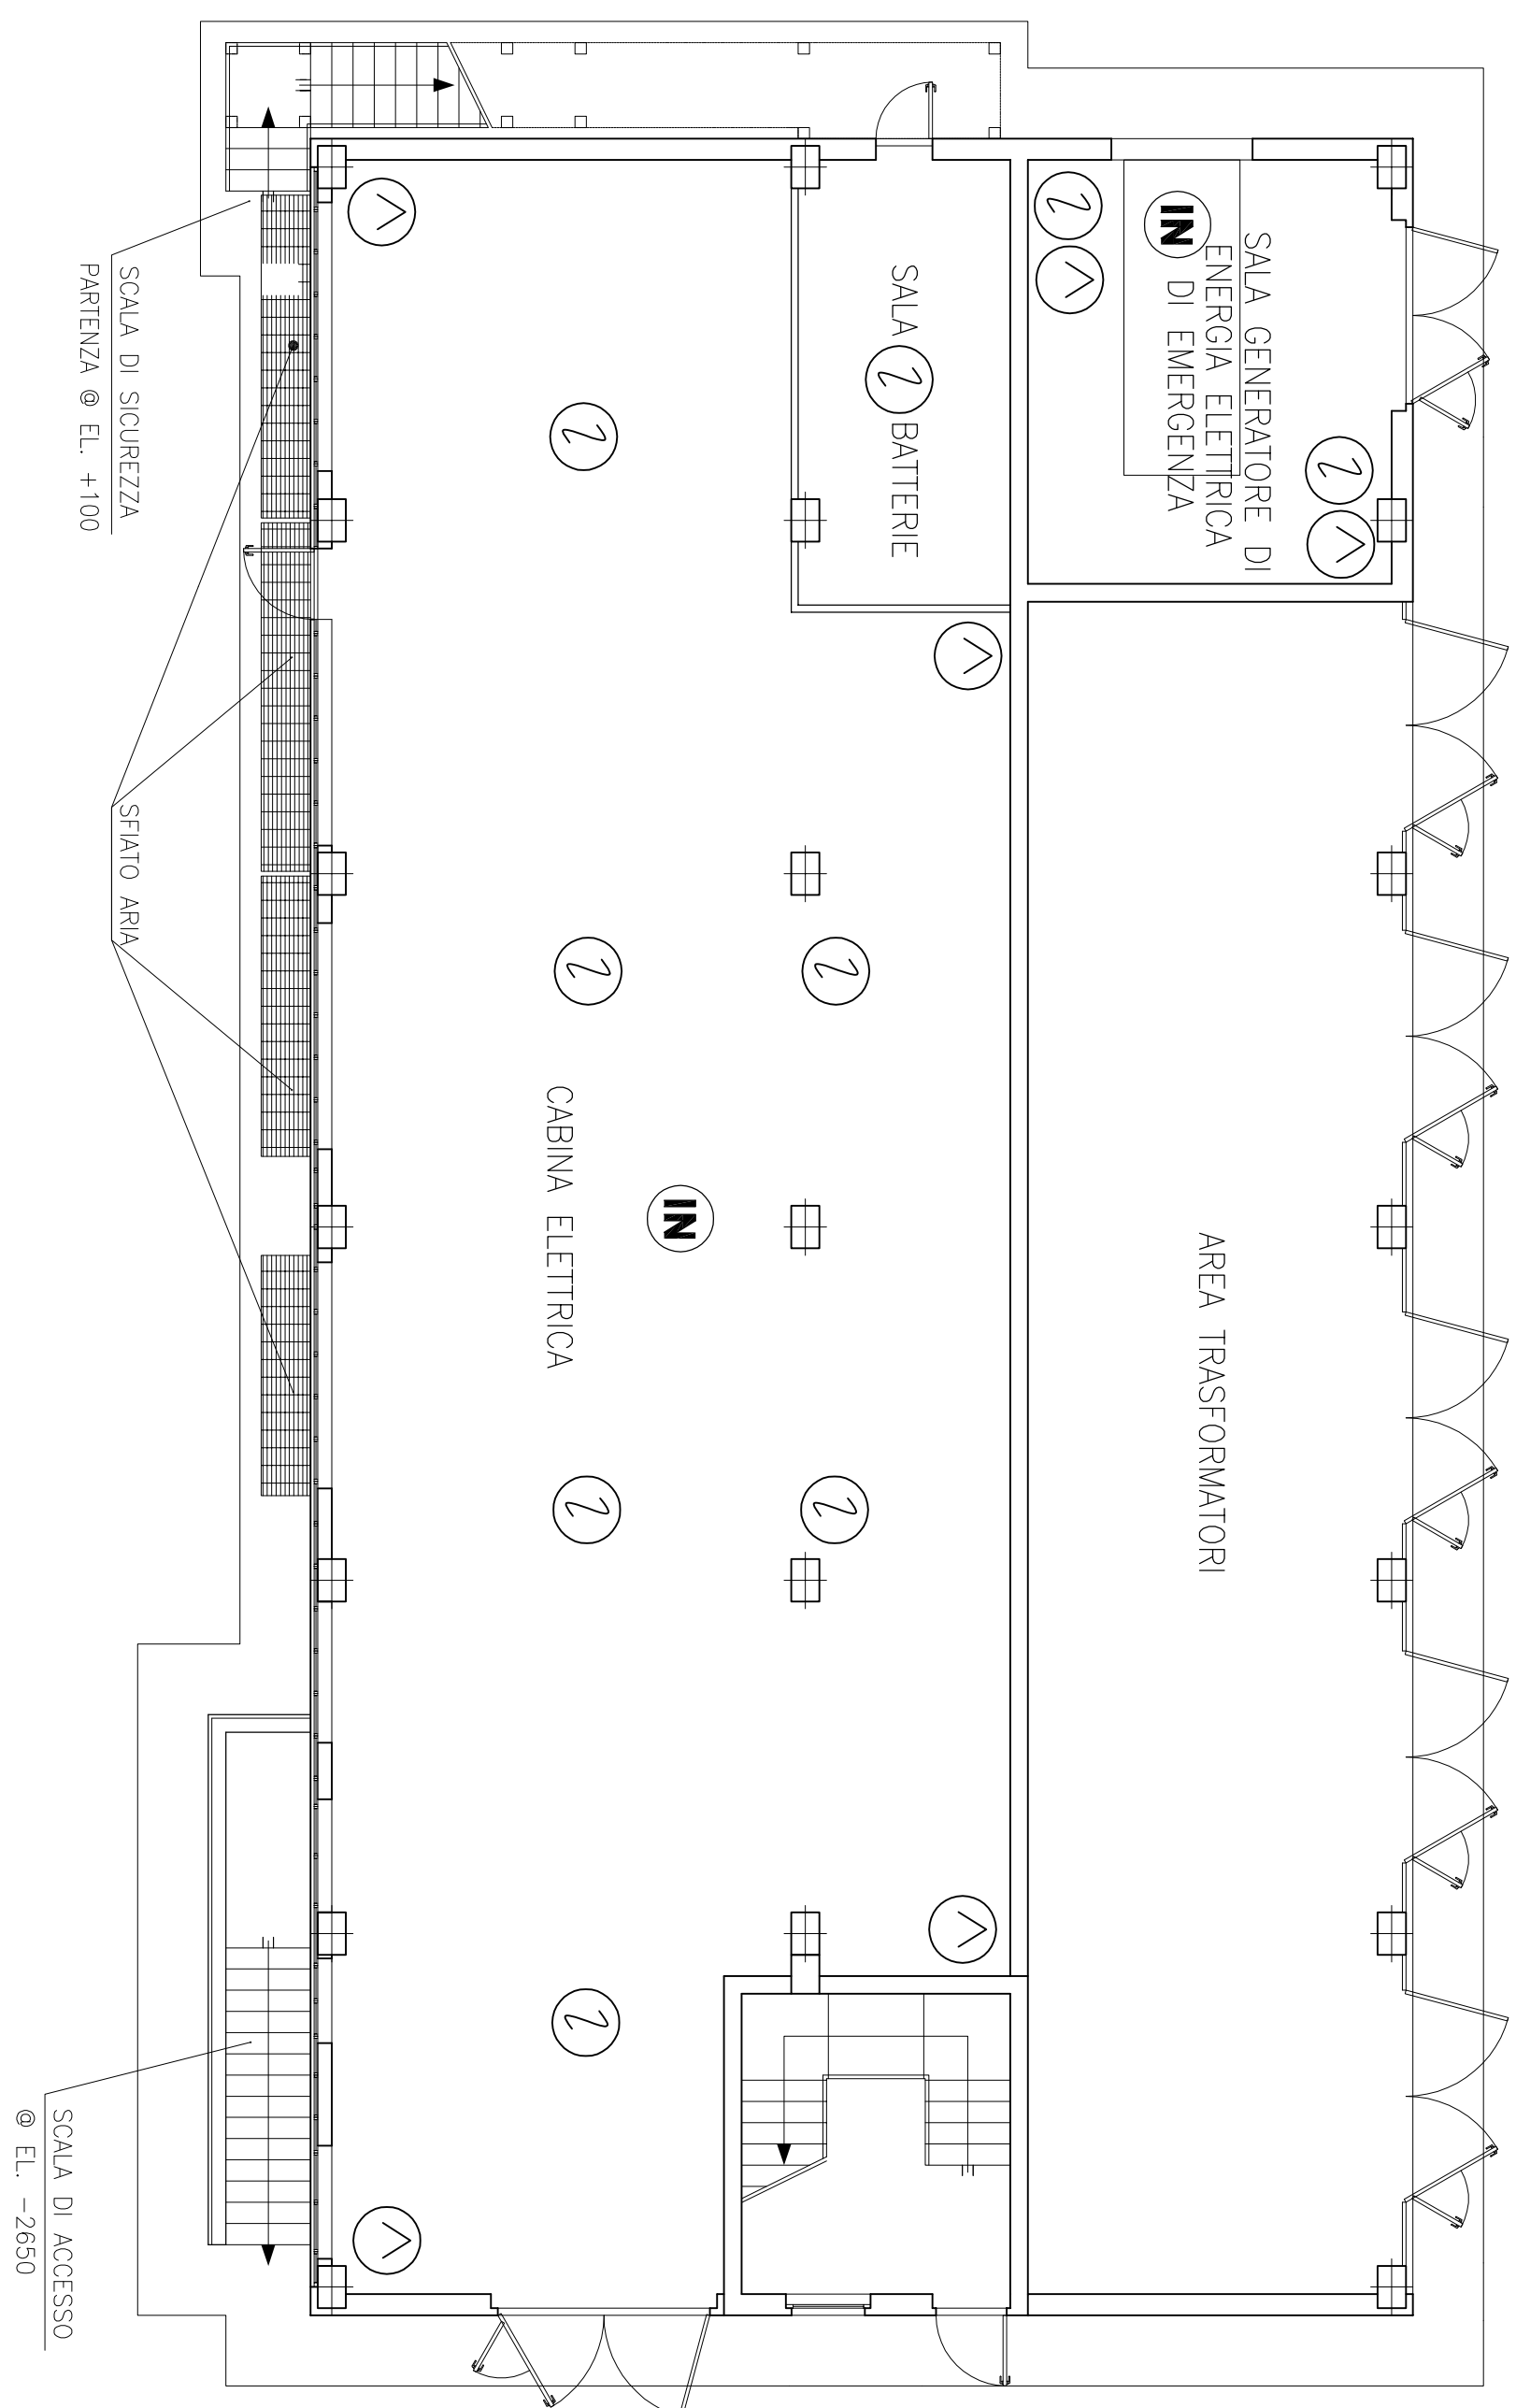 SALA GENERATORE DI
ENERGIA ELETTRICA
IN DI EMERGENZA
AREA TRASFORMATORI
SALA BATTERIE
IN
CABINA ELETTRICA
SCALA DI SICUREZZA
PARTENZA @ EL. +100
SFIATO ARIA
SCALA DI ACCESSO
@ EL. -2650